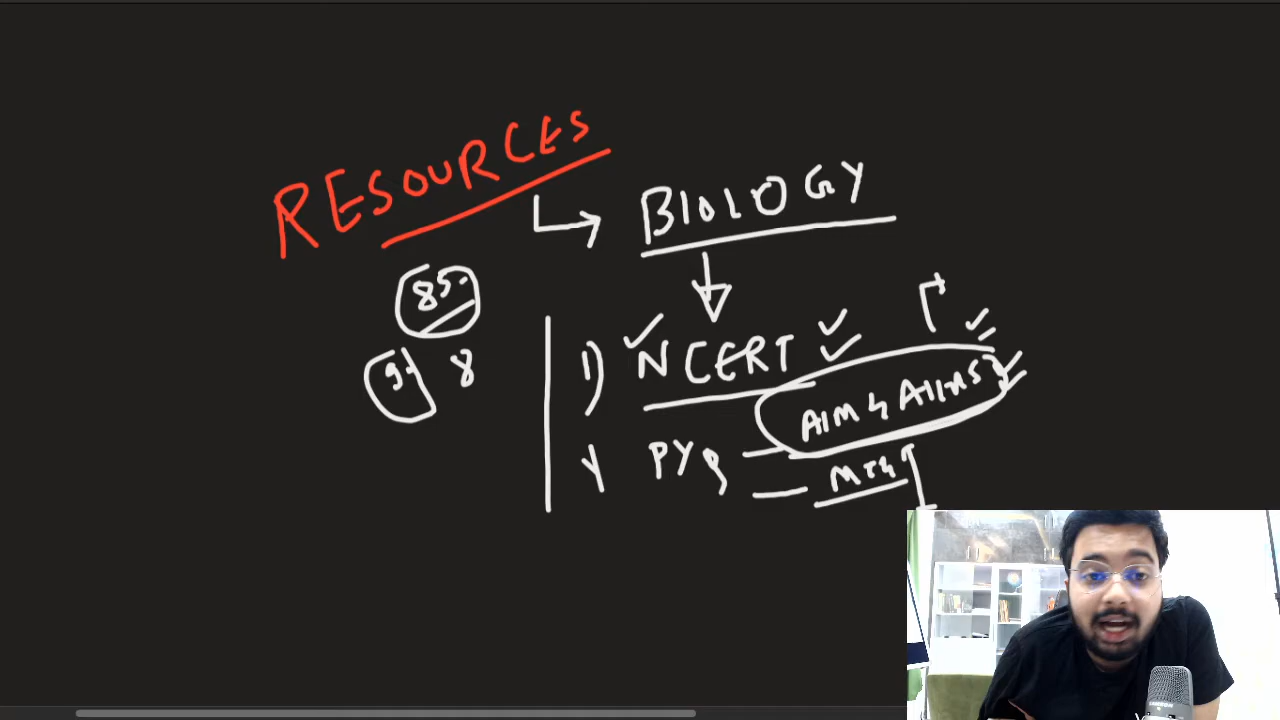 RESOURCES
BIOLOGY
85
1) NCERT
9- 8
AIM 4 AIIMS
PYQ
MTG